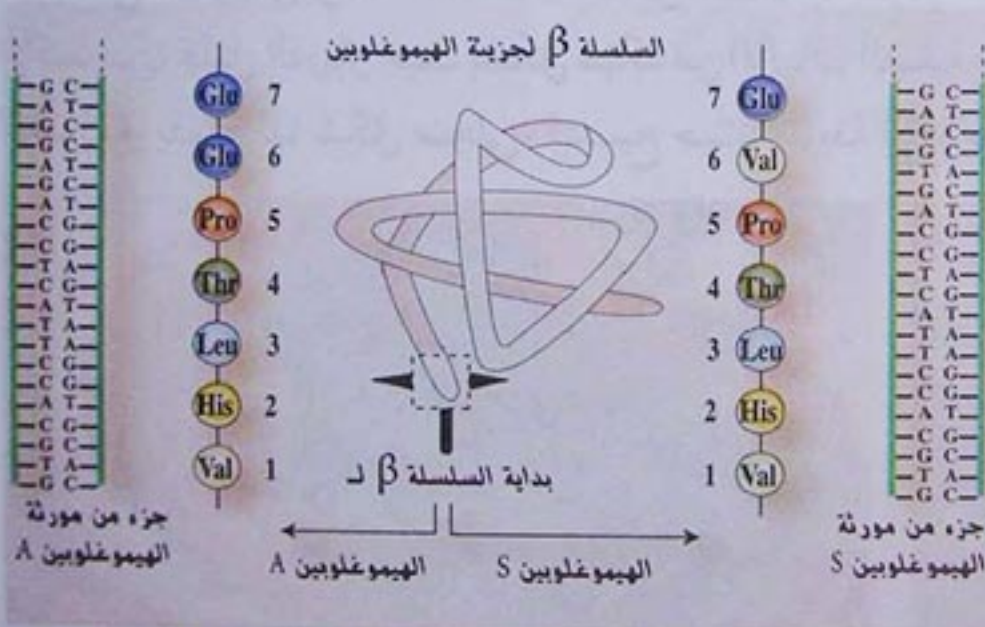 السلسلة β لجزيئة الهيموغلوبين
G C
A T
G C
G C
A T
G C
A T
C G
C G
T A
C G
A T
T A
T A
C G
C G
A T
C G
G C
T A
G C
جزء من مورثة
الهيموغلوبين A
Glu 7
Glu 6
Pro 5
Thr 4
Leu 3
His 2
Val 1
بداية السلسلة β لـ
الهيموغلوبين A
الهيموغلوبين S
7 Glu
6 Val
5 Pro
4 Thr
3 Leu
2 His
1 Val
G C
A T
G C
G C
T A
G C
A T
C G
C G
T A
C G
A T
T A
T A
C G
C G
A T
C G
G C
T A
G C
جزء من مورثة
الهيموغلوبين S